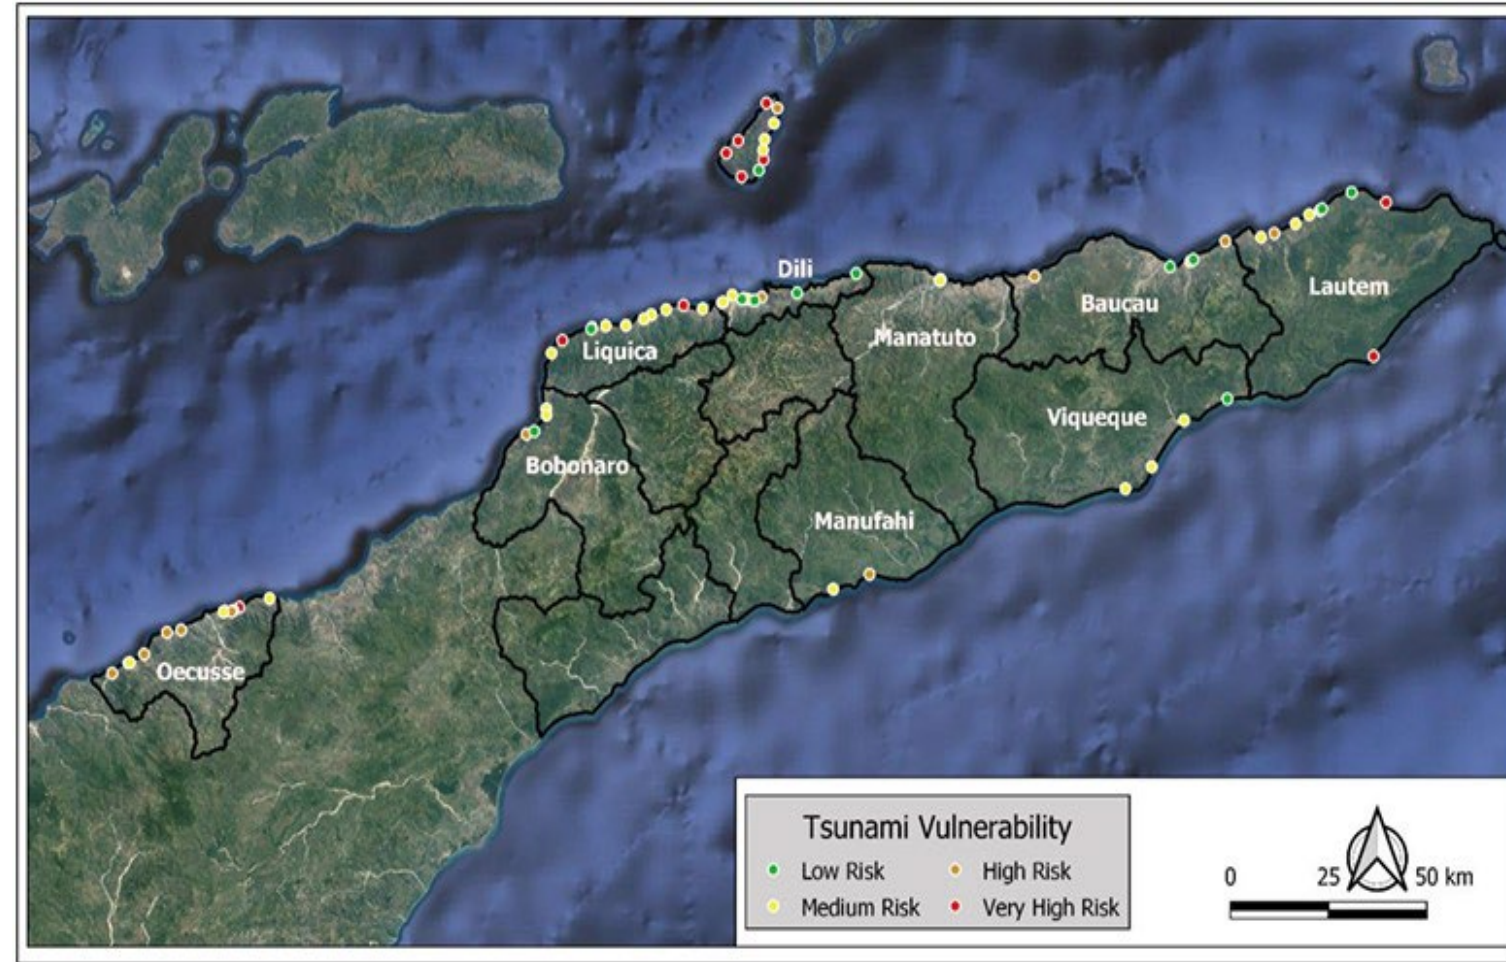 Dili
Lautem
Baucau
Manatuto
Liquica
Viqueque
Bobonaro
Manufahi
Oecusse
Tsunami Vulnerability
Low Risk
High Risk
Medium Risk
Very High Risk
0 25 50 km